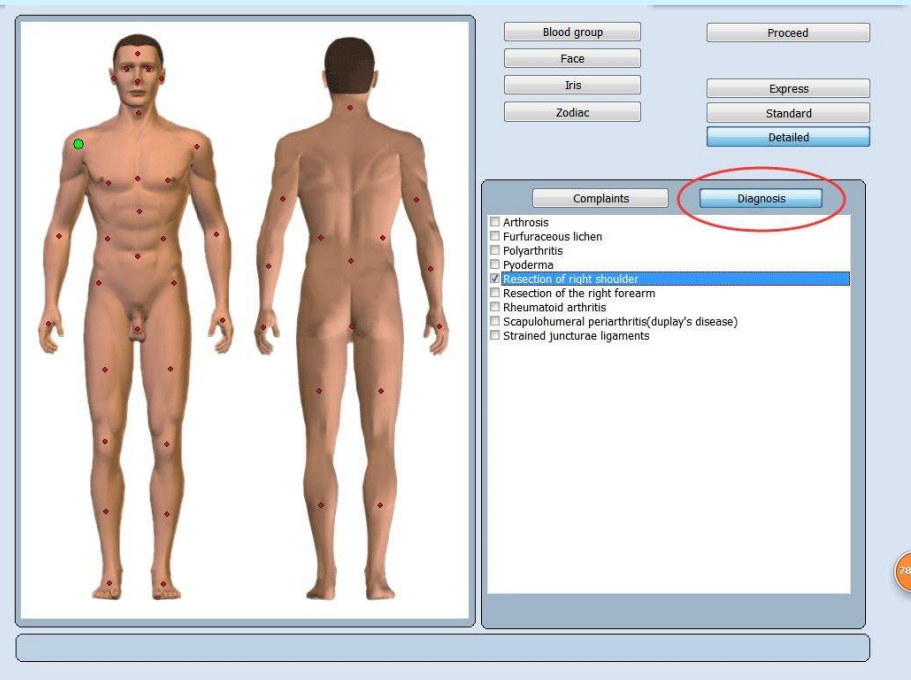 Blood group
Face
Iris
Zodiac
Proceed
Express
Standard
Detailed
Complaints
Diagnosis
Arthrosis
Furfuraceous lichen
Polyarthritis
Pyoderma
Resection of right shoulder
Resection of the right forearm
Rheumatoid arthritis
Scapulohumeral periarthritis(duplay's disease)
Strained juncturae ligaments
78